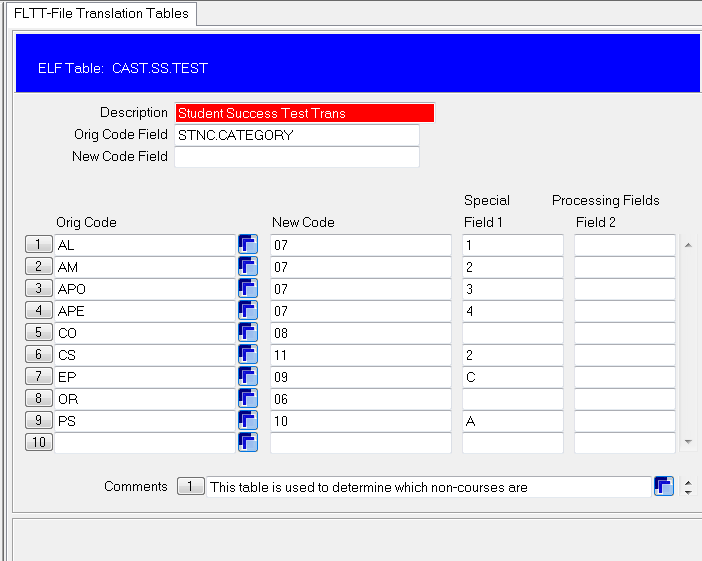 FLTT-File Translation Tables
ELF Table: CAST.SS.TEST
Description Student Success Test Trans
Orig Code Field STNC.CATEGORY
New Code Field
Special Processing Fields
Orig Code New Code Field 1 Field 2
1 AL 07 1
2 AM 07 2
3 APO 07 3
4 APE 07 4
5 CO 08
6 CS 11 2
7 EP 09 C
8 OR 06
9 PS 10 A
10
Comments 1 This table is used to determine which non-courses are